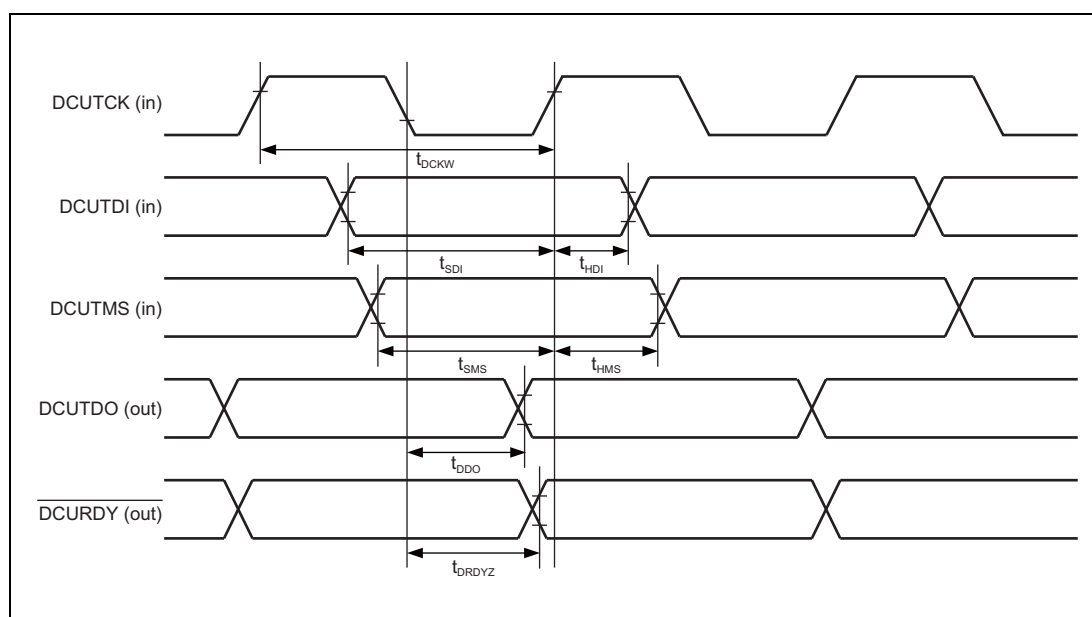 DCUTCK (in)
tDCKW
DCUTDI (in)
tSDI
tHDI
DCUTMS (in)
tSMS
tHMS
DCUTDO (out)
tDDO
DCURDY (out)
tDRDYZ